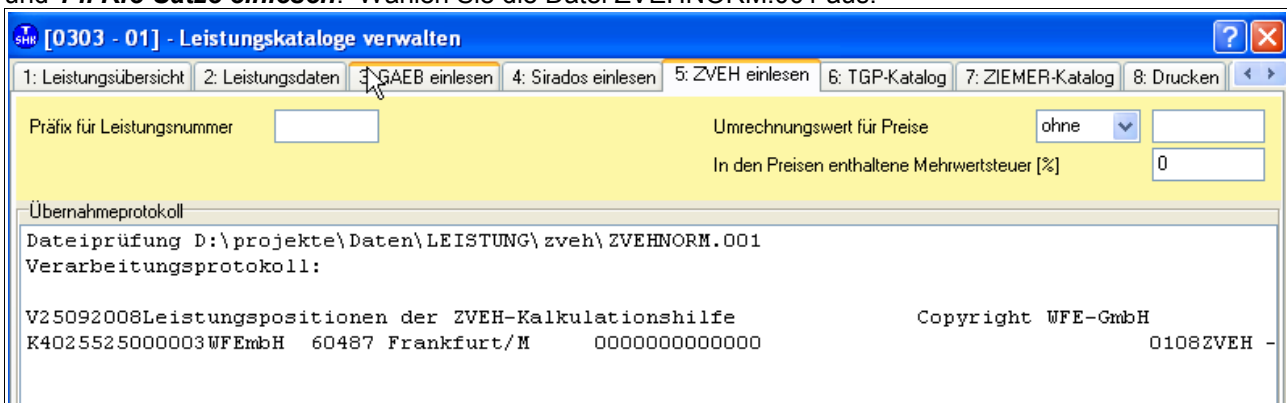 [0303 - 01] - Leistungskataloge verwalten
1: Leistungsübersicht 2: Leistungsdaten 3: GAEB einlesen 4: Sirados einlesen 5: ZVEH einlesen 6: TGP-Katalog 7: ZIEMER-Katalog 8: Drucken
Präfix für Leistungsnummer Umrechnungswert für Preise ohne
In den Preisen enthaltene Mehrwertsteuer [%] 0
Übernahmeprotokoll
Dateiprüfung D:\projekte\Daten\LEISTUNG\zveh\ZVEHNORM.001
Verarbeitungsprotokoll:
V25092008Leistungspositionen der ZVEH-Kalkulationshilfe Copyright WFE-GmbH
K4025525000003WFEmbH 60487 Frankfurt/M 0000000000000 0108ZVEH -